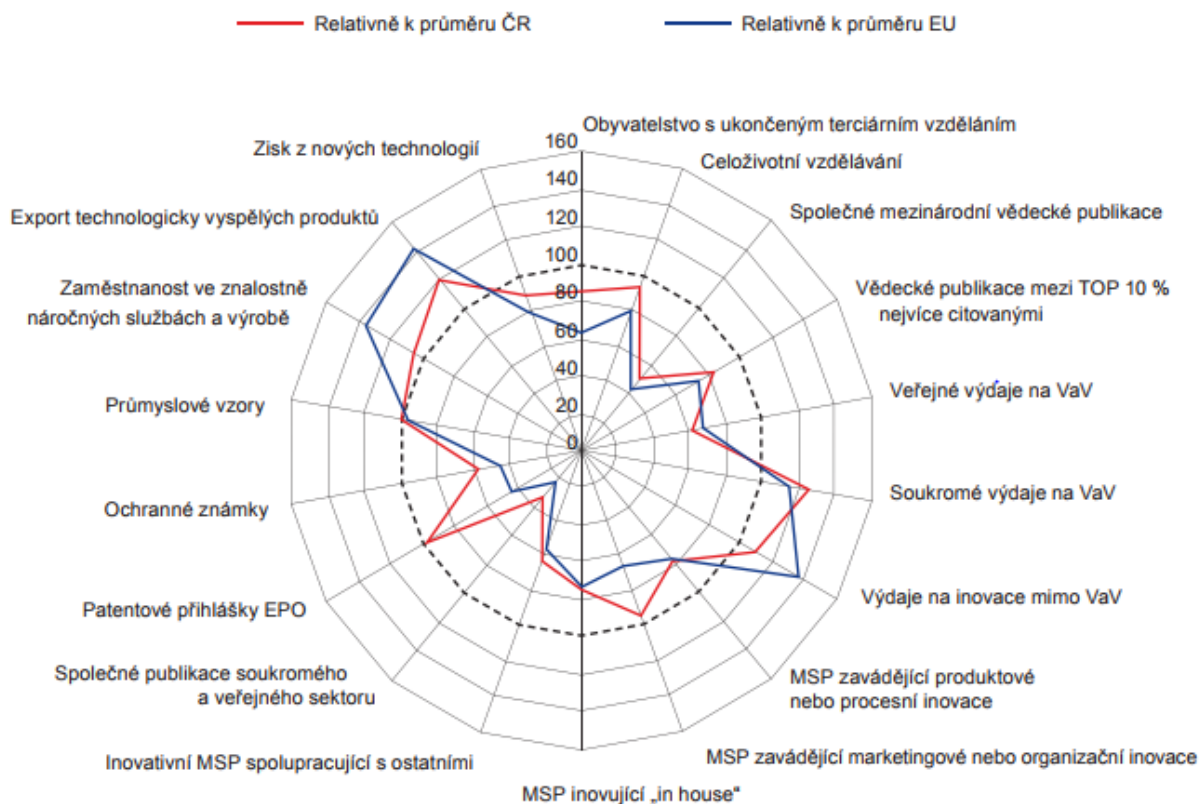 Relativně k průměru ČR
Relativně k průměru EU
Obyvatelstvo s ukončeným terciárním vzděláním
Celoživotní vzdělávání
Společné mezinárodní vědecké publikace
Vědecké publikace mezi TOP 10 %
nejvíce citovanými
Veřejné výdaje na VaV
Soukromé výdaje na VaV
Výdaje na inovace mimo VaV
MSP zavádějící produktové
nebo procesní inovace
MSP zavádějící marketingové nebo organizační inovace
MSP inovující „in house“
Inovativní MSP spolupracující s ostatními
Společné publikace soukromého
a veřejného sektoru
Patentové přihlášky EPO
Ochranné známky
Průmyslové vzory
Zaměstnanost ve znalostně
náročných službách a výrobě
Export technologicky vyspělých produktů
Zisk z nových technologií
160
140
120
100
80
60
40
20
0